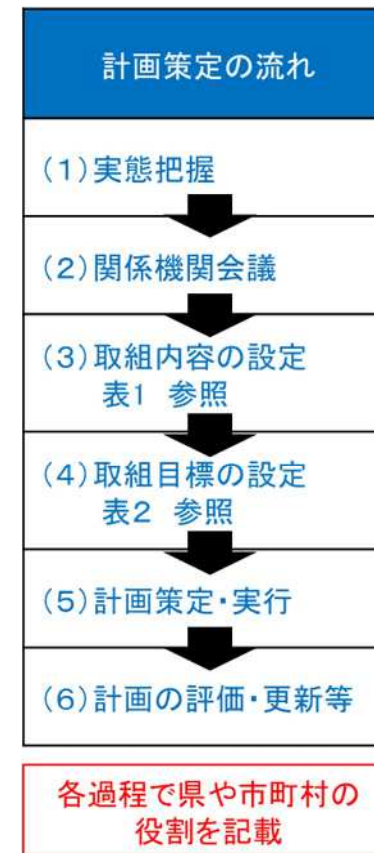 計画策定の流れ
(1)実態把握
(2)関係機関会議
(3)取組内容の設定
表1 参照
(4)取組目標の設定
表2 参照
(5)計画策定・実行
(6)計画の評価・更新等
各過程で県や市町村の
役割を記載